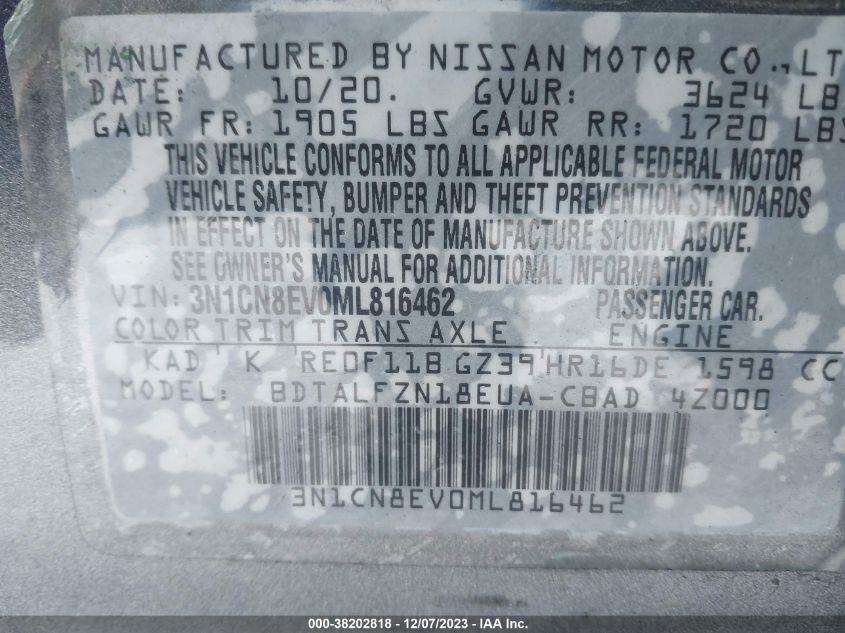 MANUFACTURED BY NISSAN MOTOR CO., LT
DATE: 10/20. GVWR: 3624 LB
GAWR FR: 1905 LBS GAWR RR: 1720 LBS
THIS VEHICLE CONFORMS TO ALL APPLICABLE FEDERAL MOTOR
VEHICLE SAFETY, BUMPER AND THEFT PREVENTION STANDARDS
IN EFFECT ON THE DATE OF MANUFACTURE SHOWN ABOVE.
SEE OWNER'S MANUAL FOR ADDITIONAL INFORMATION.
VIN: 3N1CN8EV0ML816462 PASSENGER CAR.
COLOR TRIM TRANS AXLE ENGINE
KAD K RE0F11B GZ39 HR16DE 1598 CC
MODEL: BDTALFZN18EUA-CBAD 4Z000
3N1CN8EV0ML816462
000-38202818 - 12/07/2023 - IAA Inc.